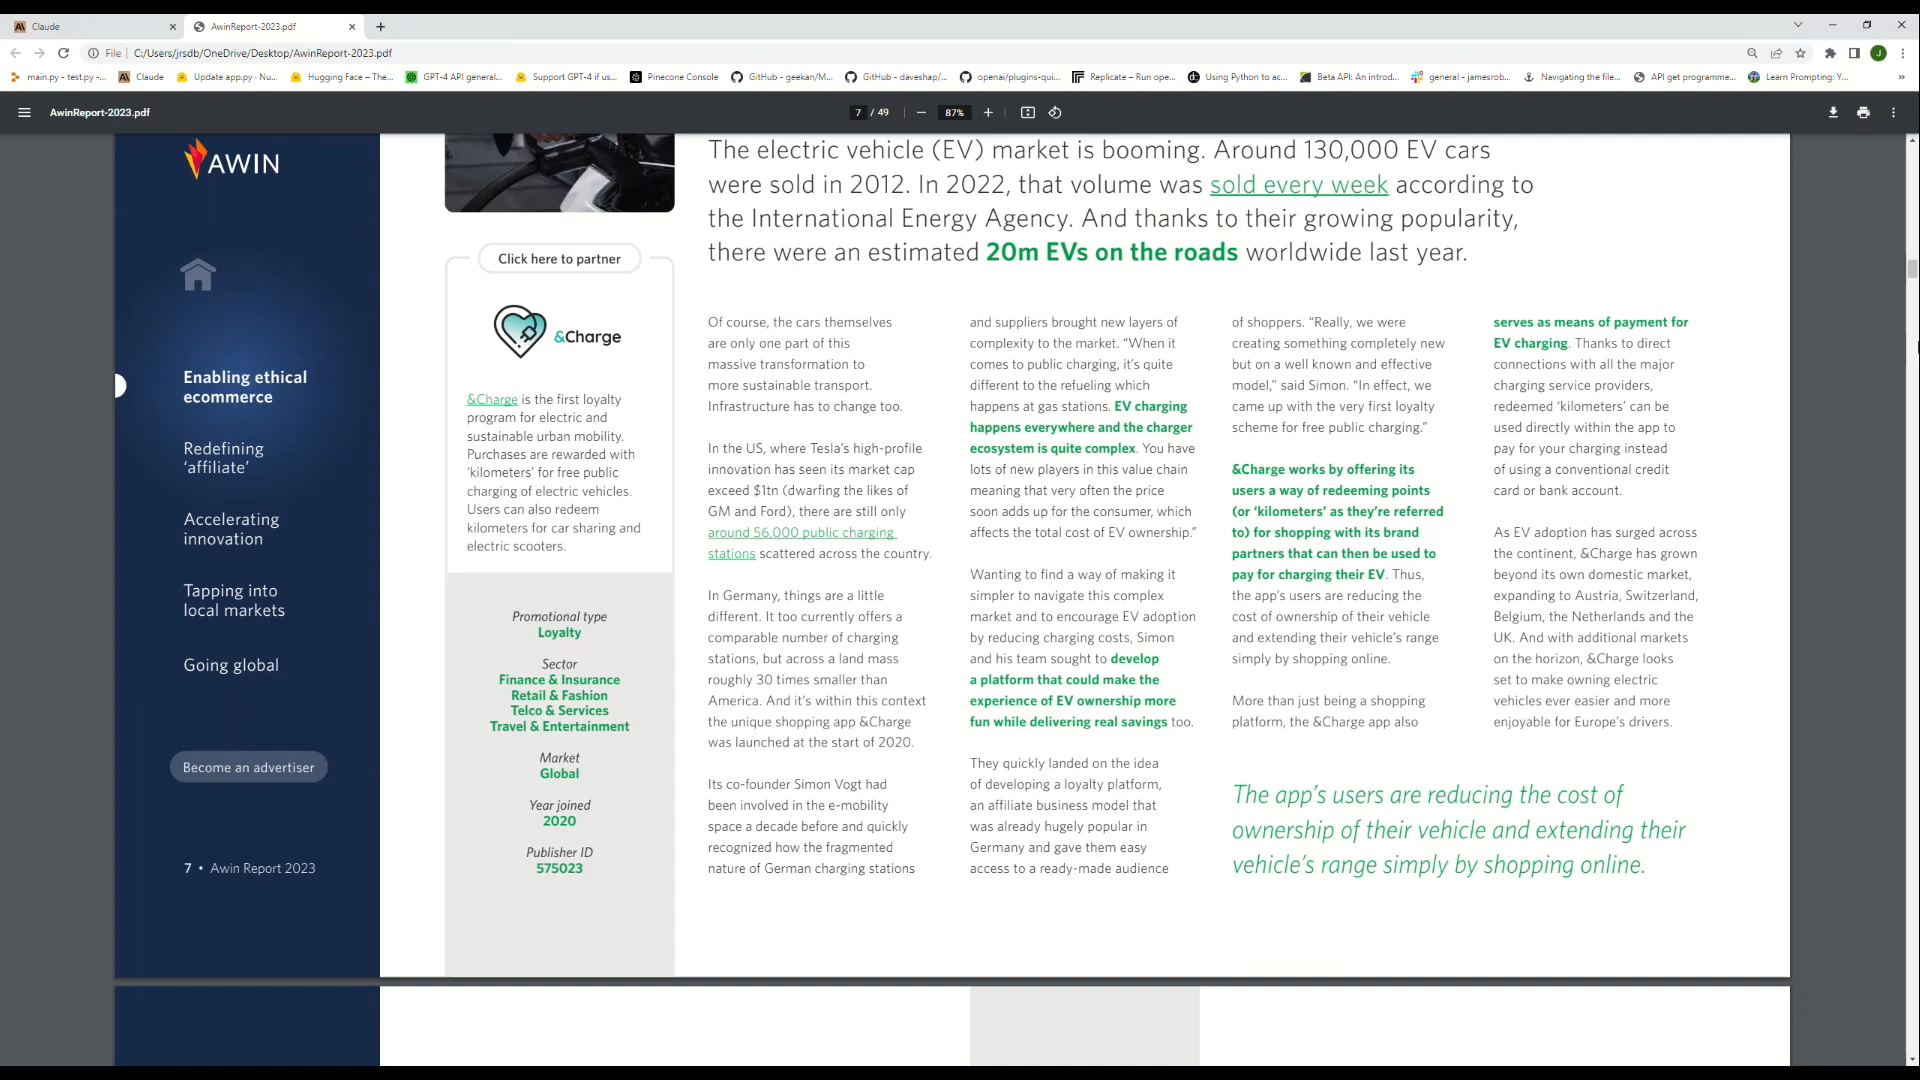 Claude
AwinReport-2023.pdf
File
C:/Users/jrsdb/OneDrive/Desktop/AwinReport-2023.pdf
J
main.py - test.py -...
Claude
Update app.py · Nu...
Hugging Face – The...
GPT-4 API general...
Support GPT-4 if us...
Pinecone Console
GitHub - geekan/M...
GitHub - daveshap/...
openai/plugins-qui...
Replicate – Run ope...
Using Python to ac...
Beta API: An introd...
general - jamesrob...
Navigating the file...
API get programme...
Learn Prompting: Y...
AwinReport-2023.pdf
7 / 49
87%
AWIN
Enabling ethical
ecommerce
Redefining
‘affiliate’
Accelerating
innovation
Tapping into
local markets
Going global
Become an advertiser
7 • Awin Report 2023
Click here to partner
&Charge
&Charge is the first loyalty
program for electric and
sustainable urban mobility.
Purchases are rewarded with
‘kilometers’ for free public
charging of electric vehicles.
Users can also redeem
kilometers for car sharing and
electric scooters.
Promotional type
Loyalty
Sector
Finance & Insurance
Retail & Fashion
Telco & Services
Travel & Entertainment
Market
Global
Year joined
2020
Publisher ID
575023
The electric vehicle (EV) market is booming. Around 130,000 EV cars
were sold in 2012. In 2022, that volume was sold every week according to
the International Energy Agency. And thanks to their growing popularity,
there were an estimated 20m EVs on the roads worldwide last year.
Of course, the cars themselves
are only one part of this
massive transformation to
more sustainable transport.
Infrastructure has to change too.
In the US, where Tesla’s high-profile
innovation has seen its market cap
exceed $1tn (dwarfing the likes of
GM and Ford), there are still only
around 56,000 public charging
stations scattered across the country.
In Germany, things are a little
different. It too currently offers a
comparable number of charging
stations, but across a land mass
roughly 30 times smaller than
America. And it’s within this context
the unique shopping app &Charge
was launched at the start of 2020.
Its co-founder Simon Vogt had
been involved in the e-mobility
space a decade before and quickly
recognized how the fragmented
nature of German charging stations
and suppliers brought new layers of
complexity to the market. “When it
comes to public charging, it’s quite
different to the refueling which
happens at gas stations. EV charging
happens everywhere and the charger
ecosystem is quite complex. You have
lots of new players in this value chain
meaning that very often the price
soon adds up for the consumer, which
affects the total cost of EV ownership.”
Wanting to find a way of making it
simpler to navigate this complex
market and to encourage EV adoption
by reducing charging costs, Simon
and his team sought to develop
a platform that could make the
experience of EV ownership more
fun while delivering real savings too.
They quickly landed on the idea
of developing a loyalty platform,
an affiliate business model that
was already hugely popular in
Germany and gave them easy
access to a ready-made audience
of shoppers. “Really, we were
creating something completely new
but on a well known and effective
model,” said Simon. “In effect, we
came up with the very first loyalty
scheme for free public charging.”
&Charge works by offering its
users a way of redeeming points
(or ‘kilometers’ as they’re referred
to) for shopping with its brand
partners that can then be used to
pay for charging their EV. Thus,
the app’s users are reducing the
cost of ownership of their vehicle
and extending their vehicle’s range
simply by shopping online.
More than just being a shopping
platform, the &Charge app also
serves as means of payment for
EV charging. Thanks to direct
connections with all the major
charging service providers,
redeemed ‘kilometers’ can be
used directly within the app to
pay for your charging instead
of using a conventional credit
card or bank account.
As EV adoption has surged across
the continent, &Charge has grown
beyond its own domestic market,
expanding to Austria, Switzerland,
Belgium, the Netherlands and the
UK. And with additional markets
on the horizon, &Charge looks
set to make owning electric
vehicles ever easier and more
enjoyable for Europe’s drivers.
The app’s users are reducing the cost of
ownership of their vehicle and extending their
vehicle’s range simply by shopping online.